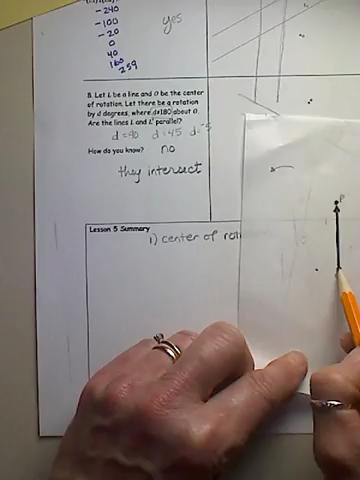 -240
-100
-20
0
40
160
259
yes
8. Let L be a line and O be the center
of rotation. Let there be a rotation
by d degrees, where d≠180 about O.
Are the lines L and L' parallel?
d=90 d=45 d=-5
How do you know? no
they intersect
Lesson 5 Summary
1) center of
P